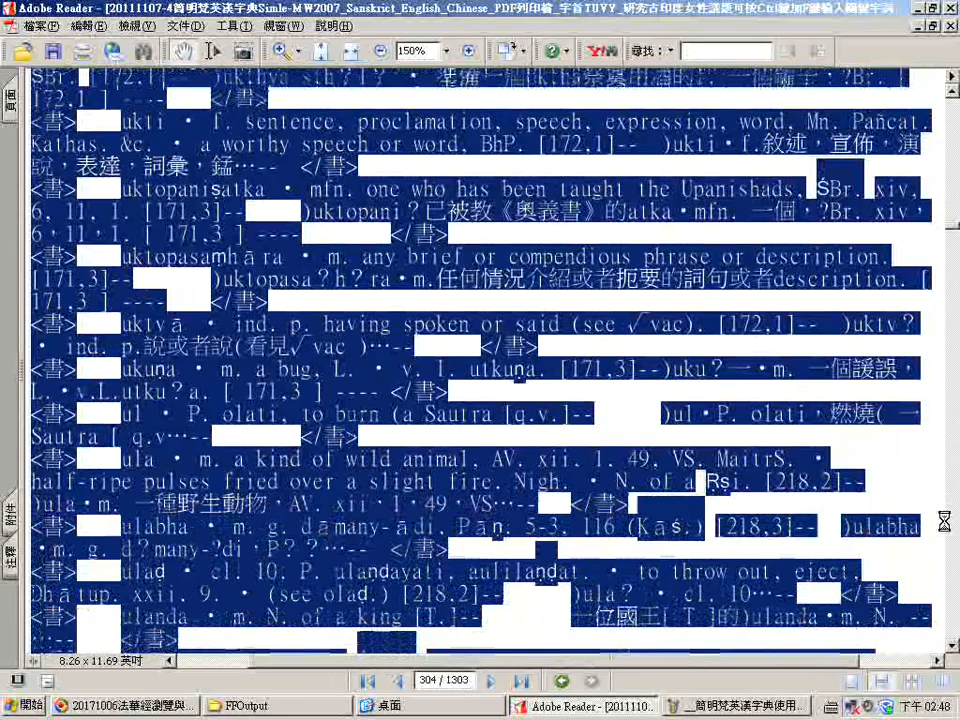 Adobe Reader - [20111107-4簡明梵英漢字典Simle-MW2007_Sanskrit_English_Chinese_PDF列印檔_字首TUVY_研究古印度女性議題可按Ctrl鍵加F鍵輸入關鍵字詞
檔案(F) 編輯(E) 檢視(V) 文件(D) 工具(T) 視窗(W) 說明(H)
150% 尋找:
172,1 ] ---- </書>
<書> ukti • f. sentence, proclamation, speech, expression, word, Mn. Pañcat.
Kathas. &c. • a worthy speech or word, BhP. [172,1]-- )ukti • f.敘述，宣佈，演
說，表達，詞彙，錳…-- </書>
<書> uktopaniṣatka • mfn. one who has been taught the Upanishads, ŚBr. xiv,
6, 11, 1. [171,3]-- )uktopani？已被教《奧義書》的atka • mfn. 一個，?Br. xiv，
6，11，1. [ 171,3 ] ---- </書>
<書> uktopasaṃhāra • m. any brief or compendious phrase or description.
[171,3]-- )uktopasa？h？ra • m.任何情況介紹或者扼要的詞句或者description. [
171,3 ] ---- </書>
<書> uktvā • ind. p. having spoken or said (see √vac). [172,1]-- )uktv？
• ind. p.說或者說(看見√vac )…-- </書>
<書> ukuṇa • m. a bug, L. • v. l. utkuṇa. [171,3]--)uku？一 • m. 一個諼誤，
L. • v.L.utku？a. [ 171,3 ] ---- </書>
<書> ul • P. olati, to burn (a Sautra [q.v.]-- )ul • P. olati，燃燒( 一
Sautra [ q.v…-- </書>
<書> ula • m. a kind of wild animal, AV. xii. 1, 49, VS. MaitrS. •
half-ripe pulses fried over a slight fire. Nigh. • N. of a Ṛṣi. [218,2]--
)ula • m. 一種野生動物，AV. xii，1，49，VS…-- </書>
<書> ulabha • m. g. dāmany-ādi, Pāṇ. 5-3, 116 (Kāś.) [218,3]-- )ulabha
• m. g. d？many-?di，P？？…-- </書>
<書> ulaḍ • cl. 10. P. ulaṇḍayati, aulilaṇḍat. • to throw out, eject,
Dhātup. xxxii. 9. • (see olaḍ.) [218,2]-- )ula？ • cl. 10…-- </書>
<書> ulanda • m. N. of a king [T.]-- 一位國王[ T. ]的)ulanda • m. N. --
…-- </書>
頁面
附件
註釋
8.26 x 11.69 英吋
304 / 1303
開始 20171006法華經瀏覽與... FFOutput 桌面 Adobe Reader - [20111110... __簡明梵英漢字典使用... 下午 02:48